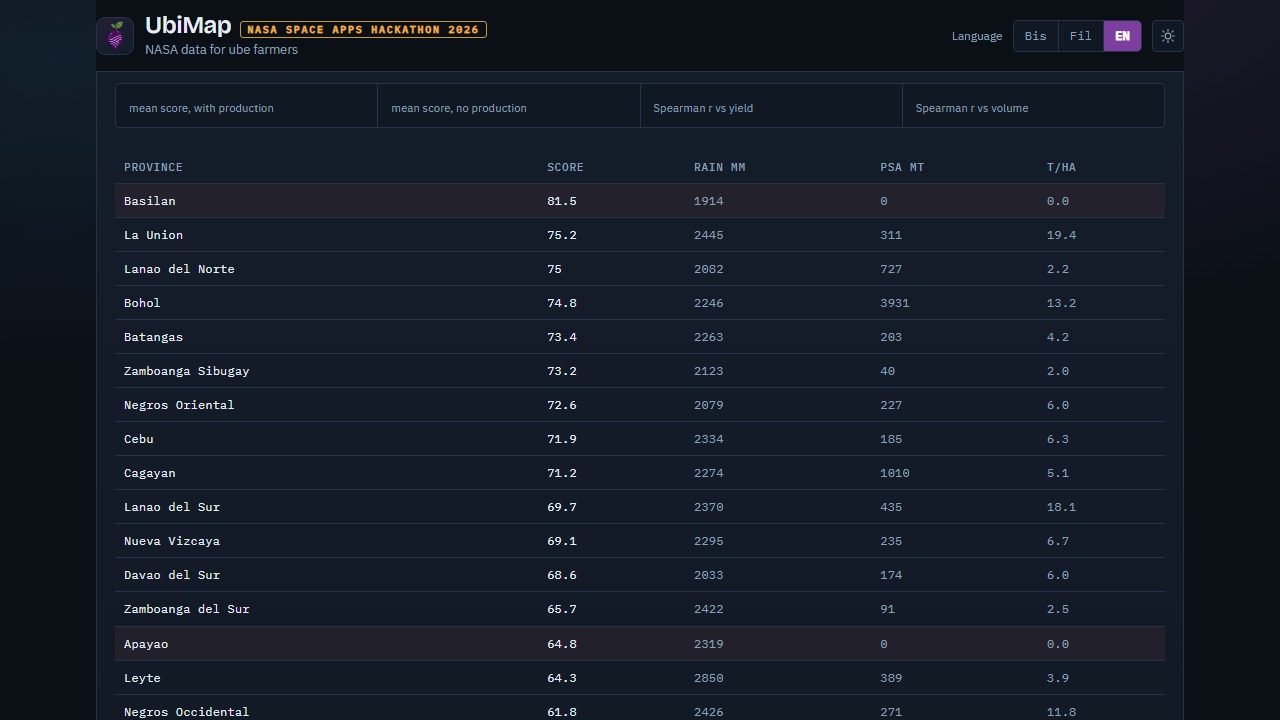 UbiMap NASA SPACE APPS HACKATHON 2026
NASA data for ube farmers
Language Bis Fil EN
mean score, with production mean score, no production Spearman r vs yield Spearman r vs volume
PROVINCE SCORE RAIN MM PSA MT T/HA
Basilan 81.5 1914 0 0.0
La Union 75.2 2445 311 19.4
Lanao del Norte 75 2082 727 2.2
Bohol 74.8 2246 3931 13.2
Batangas 73.4 2263 203 4.2
Zamboanga Sibugay 73.2 2123 40 2.0
Negros Oriental 72.6 2079 227 6.0
Cebu 71.9 2334 185 6.3
Cagayan 71.2 2274 1010 5.1
Lanao del Sur 69.7 2370 435 18.1
Nueva Vizcaya 69.1 2295 235 6.7
Davao del Sur 68.6 2033 174 6.0
Zamboanga del Sur 65.7 2422 91 2.5
Apayao 64.8 2319 0 0.0
Leyte 64.3 2850 389 3.9
Negros Occidental 61.8 2426 271 11.8